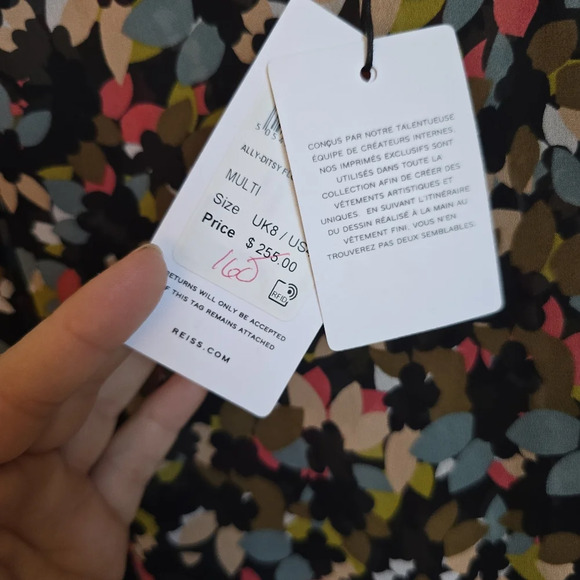 ALLY-DITSY
MULTI
Size UK8 / US
Price $ 255.00
160
RFID
RETURNS WILL ONLY BE ACCEPTED
IF THIS TAG REMAINS ATTACHED
REISS.COM
CONÇUS PAR NOTRE TALENTUEUSE
ÉQUIPE DE CRÉATEURS INTERNES.
NOS IMPRIMÉS EXCLUSIFS SONT
UTILISÉS DANS TOUTE LA
COLLECTION AFIN DE CRÉER DES
VÊTEMENTS ARTISTIQUES ET
UNIQUES. EN SUIVANT L'ITINÉRAIRE
DU DESSIN RÉALISÉ À LA MAIN AU
VÊTEMENT FINI, VOUS N'EN
TROUVEREZ PAS DEUX SEMBLABLES.